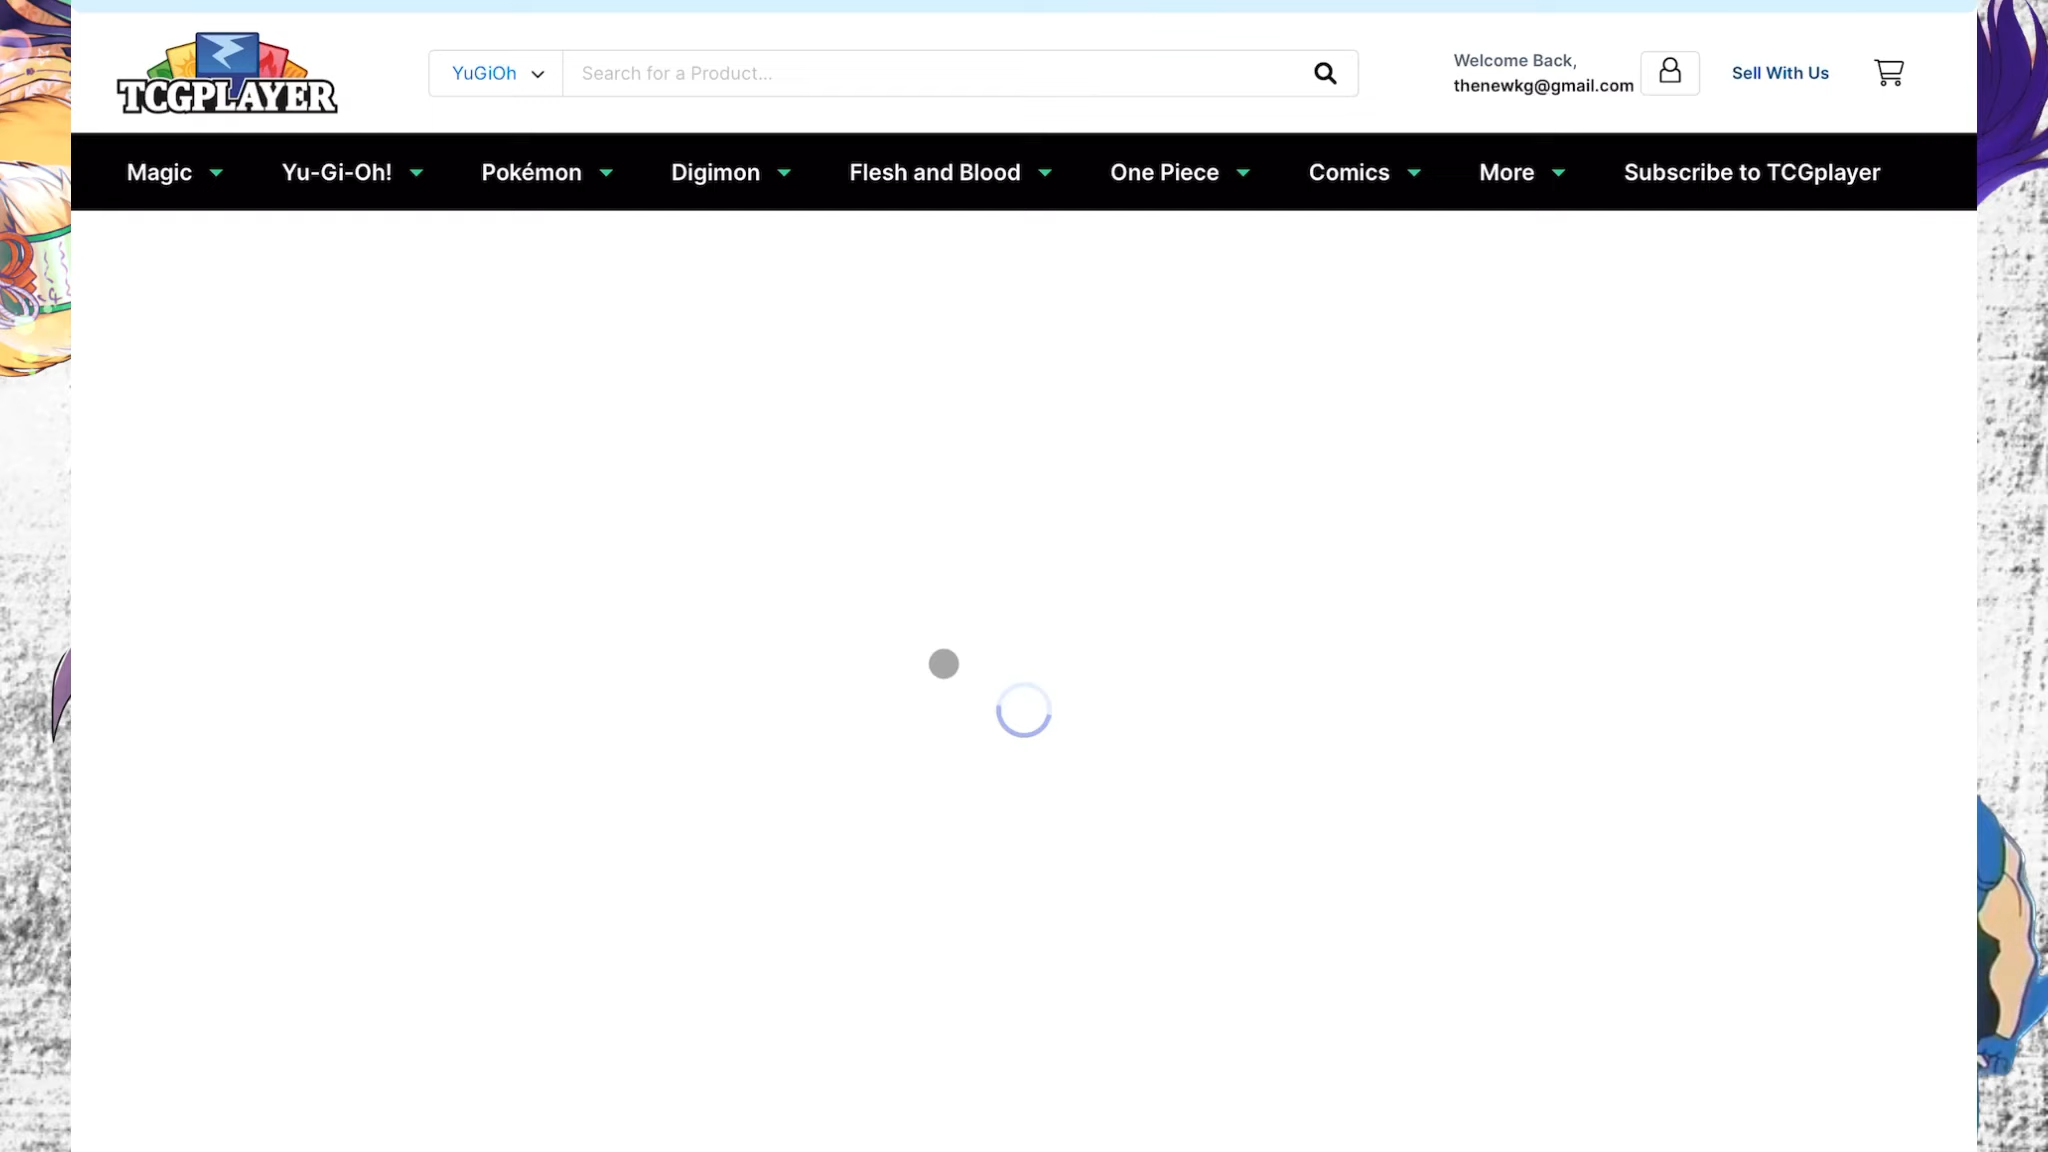 TCGPLAYER
YuGiOh
Search for a Product...
Welcome Back,
thenewkg@gmail.com
Sell With Us
Magic
Yu-Gi-Oh!
Pokémon
Digimon
Flesh and Blood
One Piece
Comics
More
Subscribe to TCGplayer